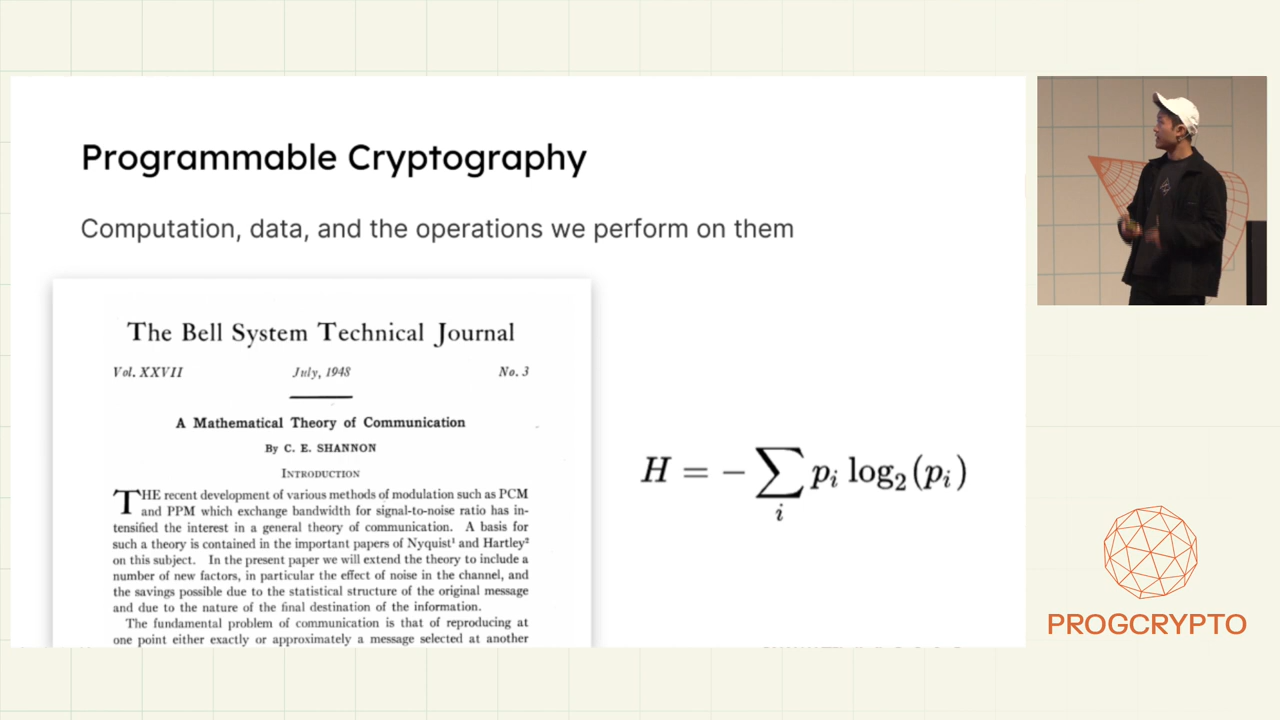 Programmable Cryptography
Computation, data, and the operations we perform on them
The Bell System Technical Journal
Vol. XXVII July, 1948 No. 3
A Mathematical Theory of Communication
By C. E. SHANNON
INTRODUCTION
THE recent development of various methods of modulation such as PCM
and PPM which exchange bandwidth for signal-to-noise ratio has in-
tensified the interest in a general theory of communication. A basis for
such a theory is contained in the important papers of Nyquist¹ and Hartley²
on this subject. In the present paper we will extend the theory to include a
number of new factors, in particular the effect of noise in the channel, and
the savings possible due to the statistical structure of the original message
and due to the nature of the final destination of the information.
The fundamental problem of communication is that of reproducing at
one point either exactly or approximately a message selected at another
H = − ∑ᵢ pᵢ log₂(pᵢ)
PROGCRYPTO